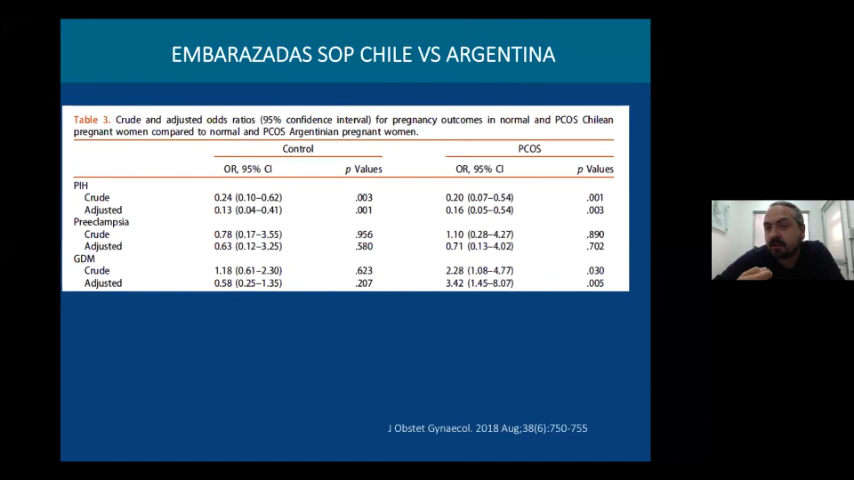 EMBARAZADAS SOP CHILE VS ARGENTINA
Table 3. Crude and adjusted odds ratios (95% confidence interval) for pregnancy outcomes in normal and PCOS Chilean
pregnant women compared to normal and PCOS Argentinian pregnant women.
Control PCOS
OR, 95% CI p Values OR, 95% CI p Values
PIH
Crude 0.24 (0.10–0.62) .003 0.20 (0.07–0.54) .001
Adjusted 0.13 (0.04–0.41) .001 0.16 (0.05–0.54) .003
Preeclampsia
Crude 0.78 (0.17–3.55) .956 1.10 (0.28–4.27) .890
Adjusted 0.63 (0.12–3.25) .580 0.71 (0.13–4.02) .702
GDM
Crude 1.18 (0.61–2.30) .623 2.28 (1.08–4.77) .030
Adjusted 0.58 (0.25–1.35) .207 3.42 (1.45–8.07) .005
J Obstet Gynaecol. 2018 Aug;38(6):750-755